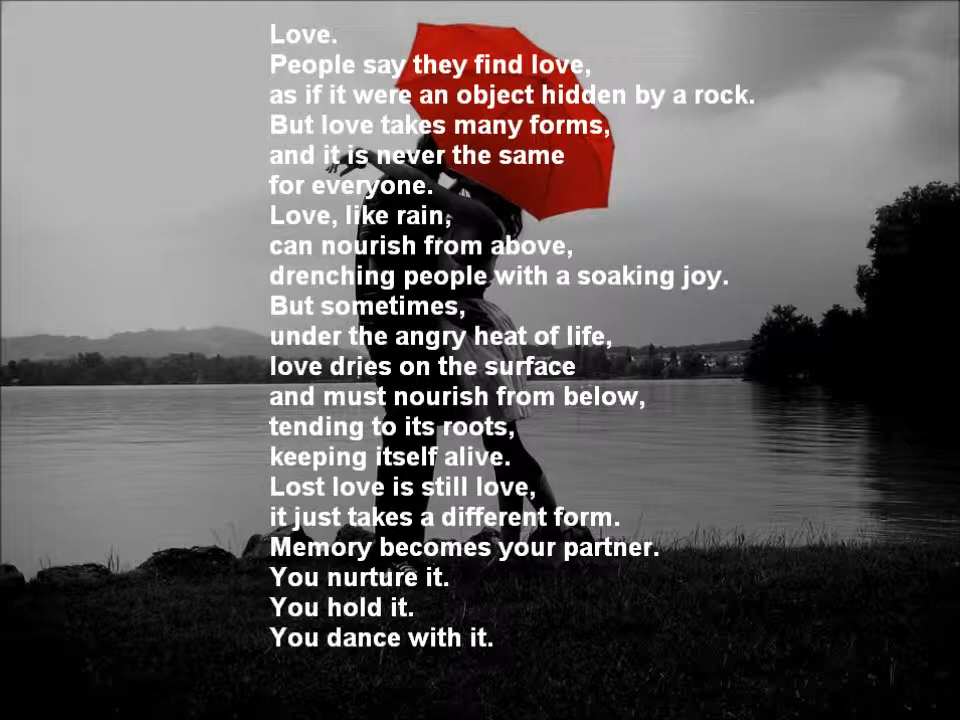 Love.
People say they find love,
as if it were an object hidden by a rock.
But love takes many forms,
and it is never the same
for everyone.
Love, like rain,
can nourish from above,
drenching people with a soaking joy.
But sometimes,
under the angry heat of life,
love dries on the surface
and must nourish from below,
tending to its roots,
keeping itself alive.
Lost love is still love,
it just takes a different form.
Memory becomes your partner.
You nurture it.
You hold it.
You dance with it.